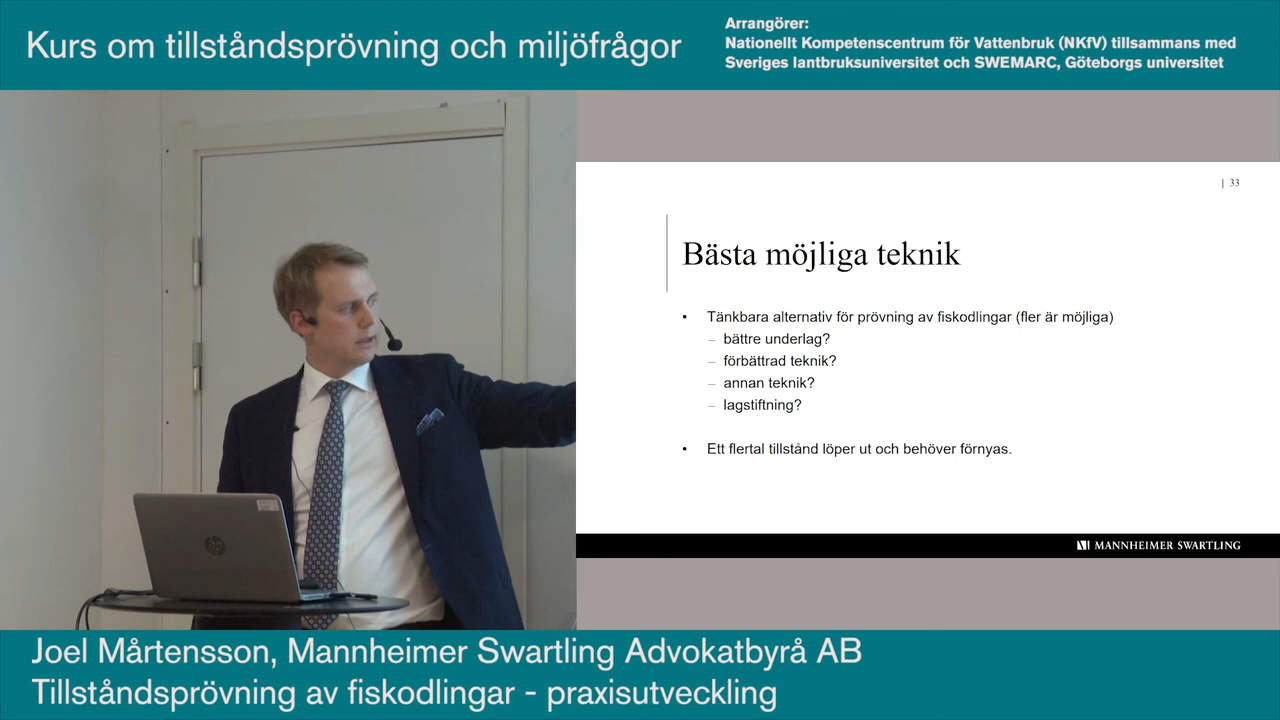 Kurs om tillståndsprövning och miljöfrågor
Arrangörer:
Nationellt Kompetenscentrum för Vattenbruk (NKfV) tillsammans med
Sveriges lantbruksuniversitet och SWEMARC, Göteborgs universitet
| 33
Bästa möjliga teknik
• Tänkbara alternativ för prövning av fiskodlingar (fler är möjliga)
– bättre underlag?
– förbättrad teknik?
– annan teknik?
– lagstiftning?
• Ett flertal tillstånd löper ut och behöver förnyas.
MANNHEIMER SWARTLING
hp
Joel Mårtensson, Mannheimer Swartling Advokatbyrå AB
Tillståndsprövning av fiskodlingar - praxisutveckling